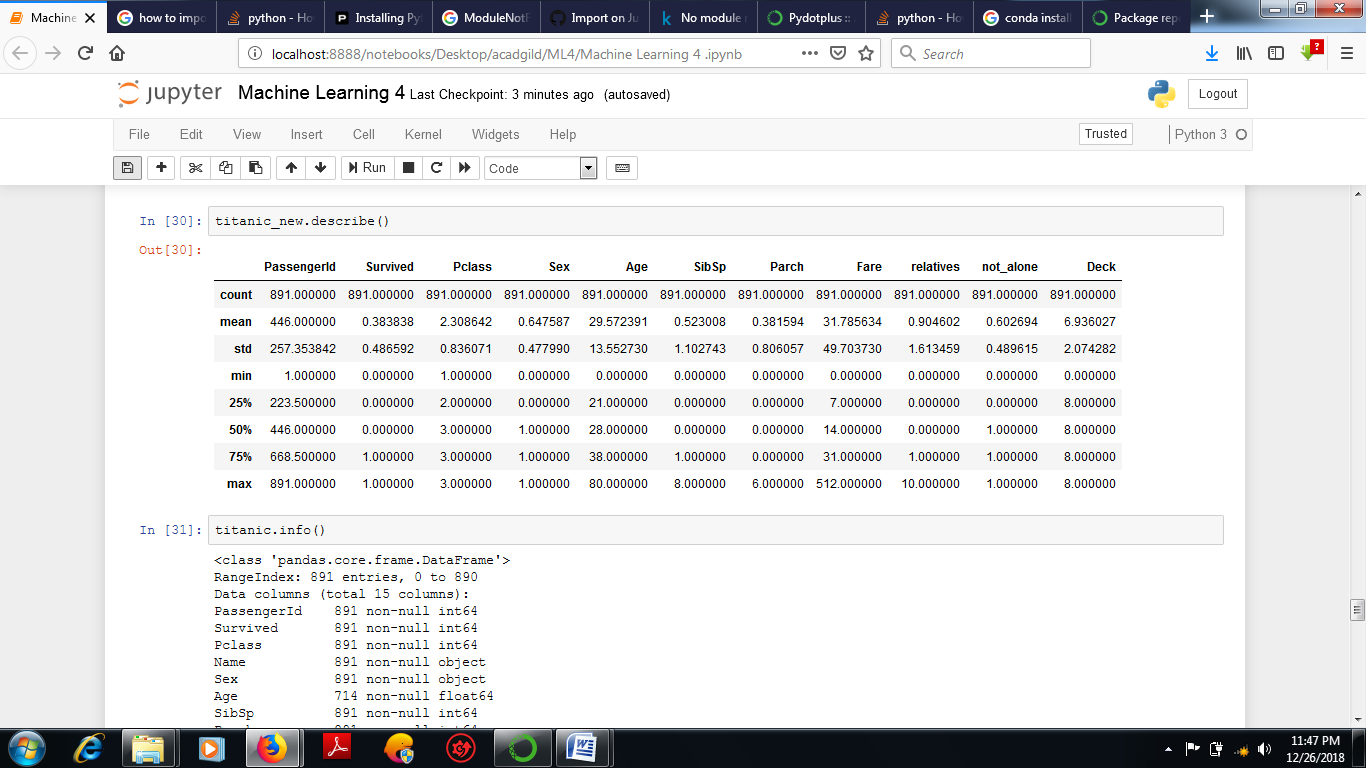 Machine
how to impo
python - Ho
Installing Pyt
ModuleNotF
Import on Ju
No module n
Pydotplus ::
python - Ho
conda install
Package repo
localhost:8888/notebooks/Desktop/acadgild/ML4/Machine Learning 4 .ipynb
Search
jupyter Machine Learning 4 Last Checkpoint: 3 minutes ago (autosaved)
Logout
File Edit View Insert Cell Kernel Widgets Help
Trusted Python 3
Run Code
In [30]: titanic_new.describe()
Out[30]:
PassengerId Survived Pclass Sex Age SibSp Parch Fare relatives not_alone Deck
count 891.000000 891.000000 891.000000 891.000000 891.000000 891.000000 891.000000 891.000000 891.000000 891.000000 891.000000
mean 446.000000 0.383838 2.308642 0.647587 29.572391 0.523008 0.381594 31.785634 0.904602 0.602694 6.936027
std 257.353842 0.486592 0.836071 0.477990 13.552730 1.102743 0.806057 49.703730 1.613459 0.489615 2.074282
min 1.000000 0.000000 1.000000 0.000000 0.000000 0.000000 0.000000 0.000000 0.000000 0.000000 0.000000
25% 223.500000 0.000000 2.000000 0.000000 21.000000 0.000000 0.000000 7.000000 0.000000 0.000000 8.000000
50% 446.000000 0.000000 3.000000 1.000000 28.000000 0.000000 0.000000 14.000000 0.000000 1.000000 8.000000
75% 668.500000 1.000000 3.000000 1.000000 38.000000 1.000000 0.000000 31.000000 1.000000 1.000000 8.000000
max 891.000000 1.000000 3.000000 1.000000 80.000000 8.000000 6.000000 512.000000 10.000000 1.000000 8.000000
In [31]: titanic.info()
<class 'pandas.core.frame.DataFrame'>
RangeIndex: 891 entries, 0 to 890
Data columns (total 15 columns):
PassengerId 891 non-null int64
Survived 891 non-null int64
Pclass 891 non-null int64
Name 891 non-null object
Sex 891 non-null object
Age 714 non-null float64
SibSp 891 non-null int64
11:47 PM
12/26/2018